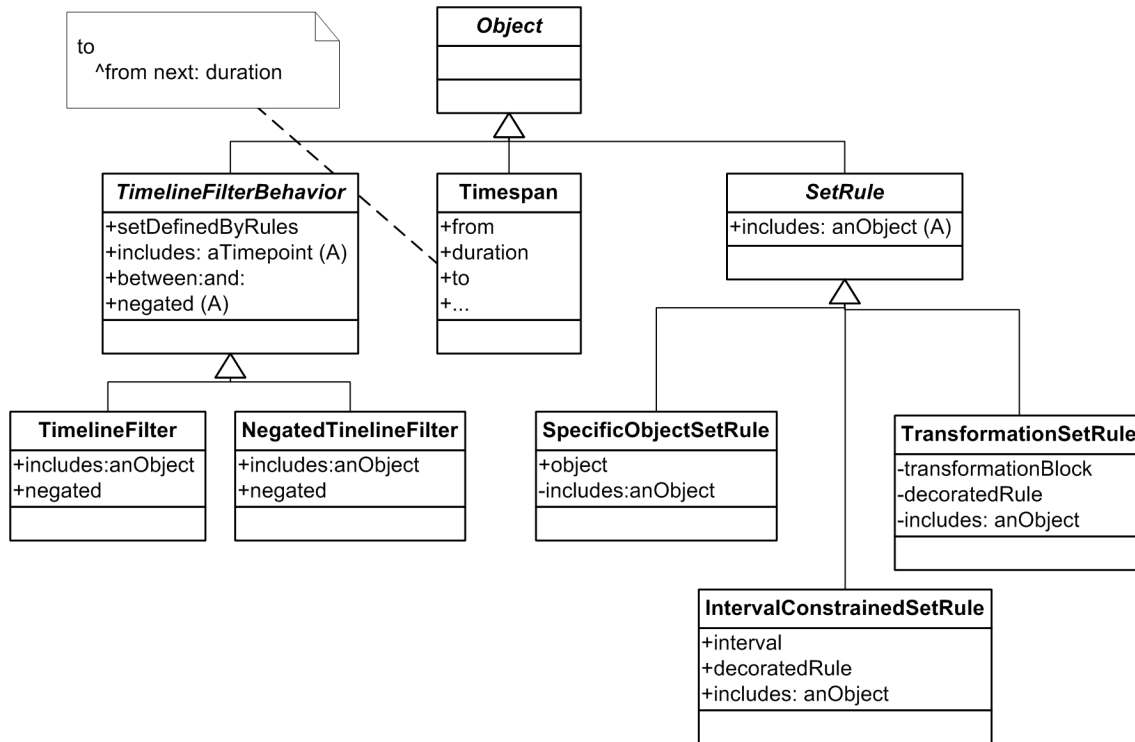 to
^from next: duration
Object
TimelineFilterBehavior
+setDefinedByRules
+includes: aTimepoint (A)
+between:and:
+negated (A)
Timespan
+from
+duration
+to
+...
SetRule
+includes: anObject (A)
TimelineFilter
+includes:anObject
+negated
NegatedTinelineFilter
+includes:anObject
+negated
SpecificObjectSetRule
+object
-includes:anObject
TransformationSetRule
-transformationBlock
-decoratedRule
-includes: anObject
IntervalConstrainedSetRule
+interval
+decoratedRule
+includes: anObject